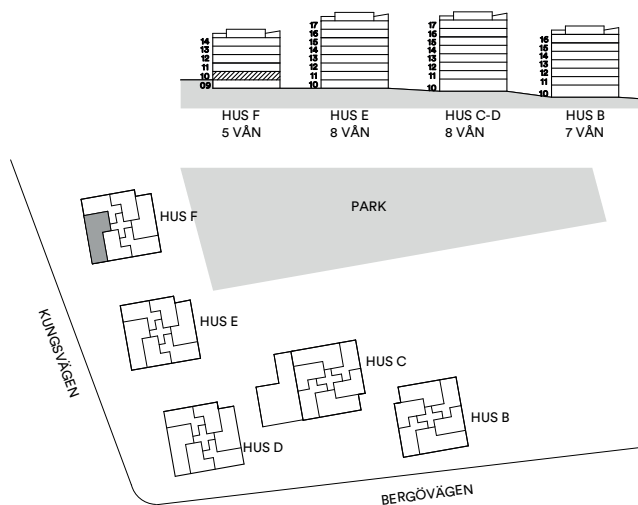 14
13
12
11
10
09
17
16
15
14
13
12
11
10
17
16
15
14
13
12
11
10
16
15
14
13
12
11
10
HUS F
5 VÅN
HUS E
8 VÅN
HUS C-D
8 VÅN
HUS B
7 VÅN
PARK
HUS F
HUS E
HUS C
HUS B
HUS D
KUNGSVÄGEN
BERGÖVÄGEN